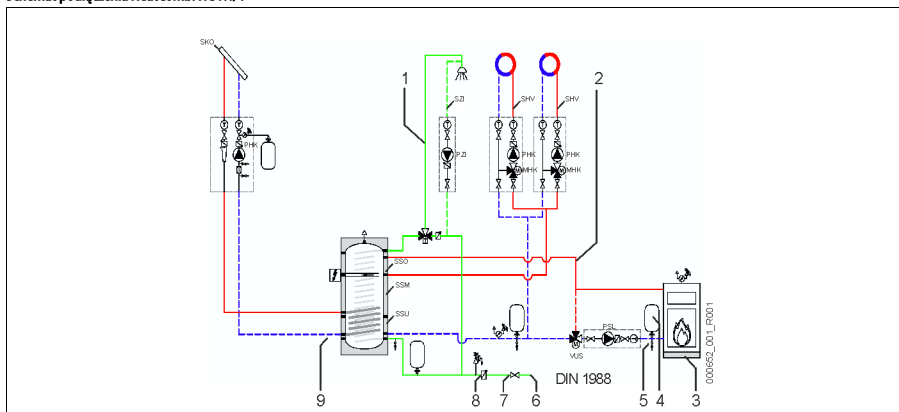 SKO
1
2
SZI
SHV
SHV
PHK
PZI
PHK
PHK
MHK
MHK
SSO
SSM
SSU
PSL
VUS
DIN 1988
000652_001_R001
9
8
7
6
5
4
3